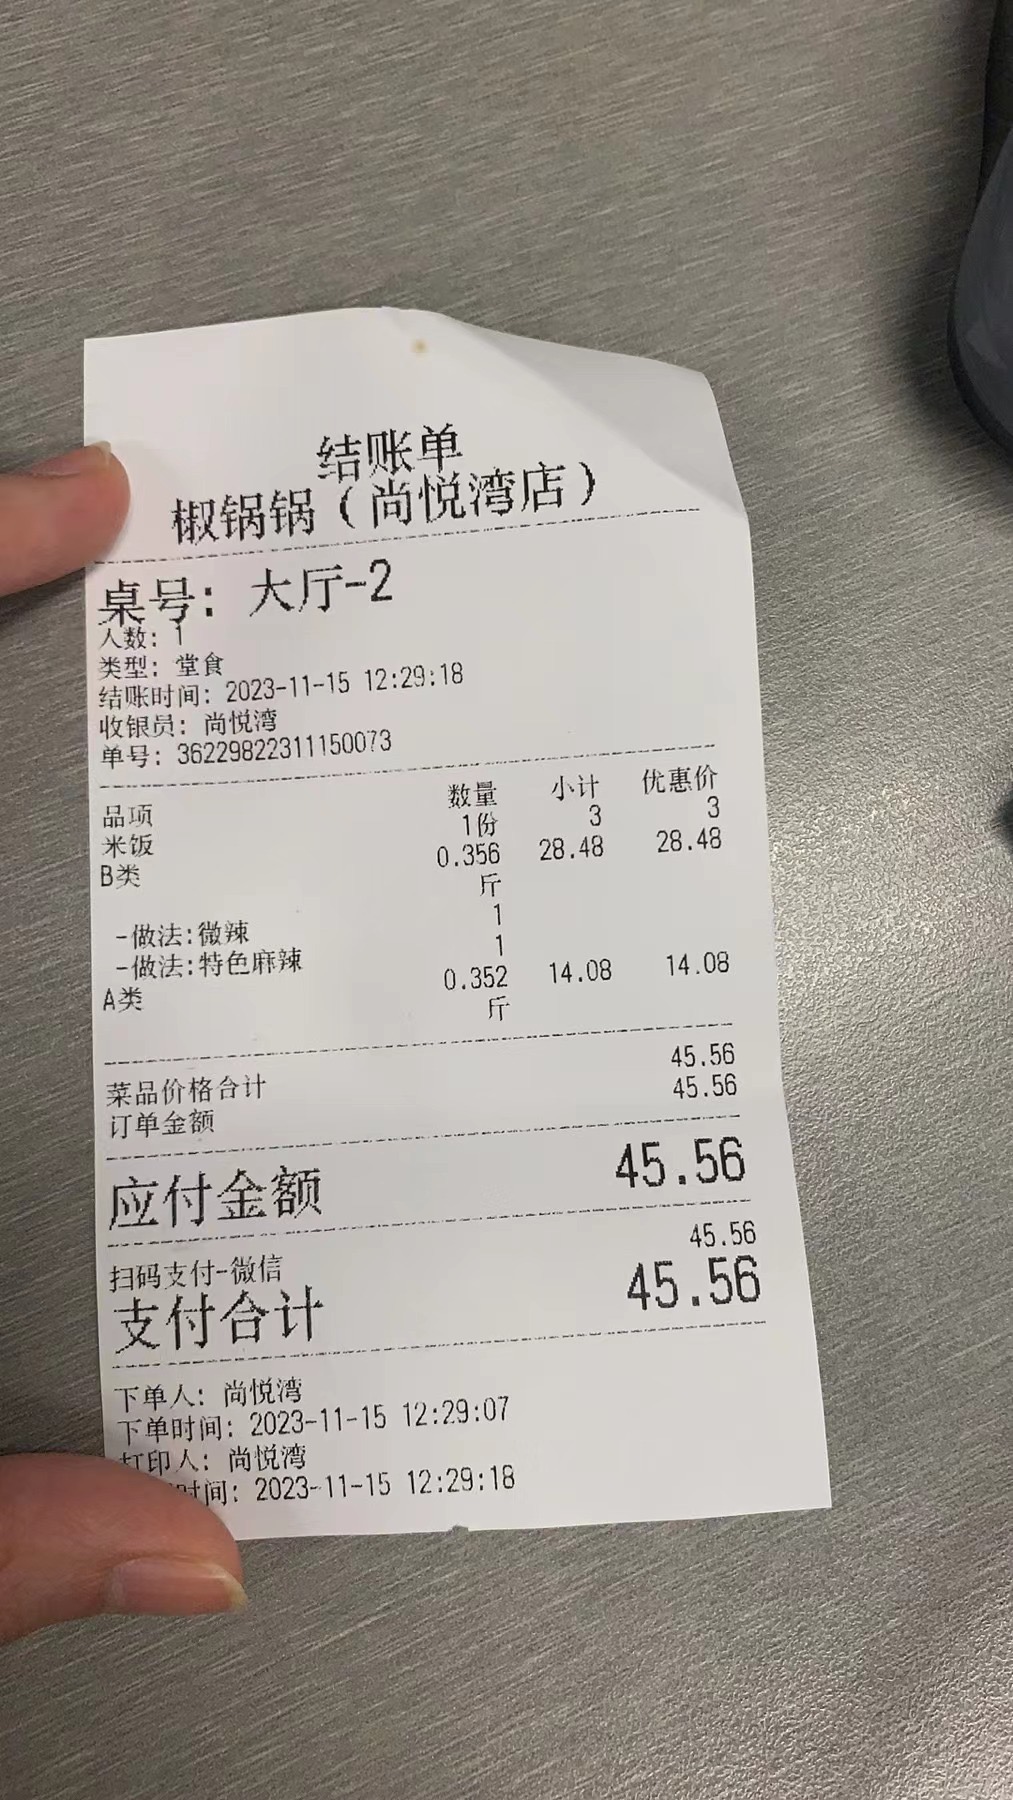 结账单
椒锅锅（尚悦湾店）
桌号：大厅-2
人数：1
类型：堂食
结账时间：2023-11-15 12:29:18
收银员：尚悦湾
单号：36229822311150073
品项 数量 小计 优惠价
米饭 1份 3 3
B类 0.356 28.48 28.48
斤
-做法:微辣 1
-做法:特色麻辣 1
A类 0.352 14.08 14.08
斤
菜品价格合计 45.56
订单金额 45.56
应付金额 45.56
扫码支付-微信 45.56
支付合计 45.56
下单人：尚悦湾
下单时间：2023-11-15 12:29:07
打印人：尚悦湾
时间：2023-11-15 12:29:18